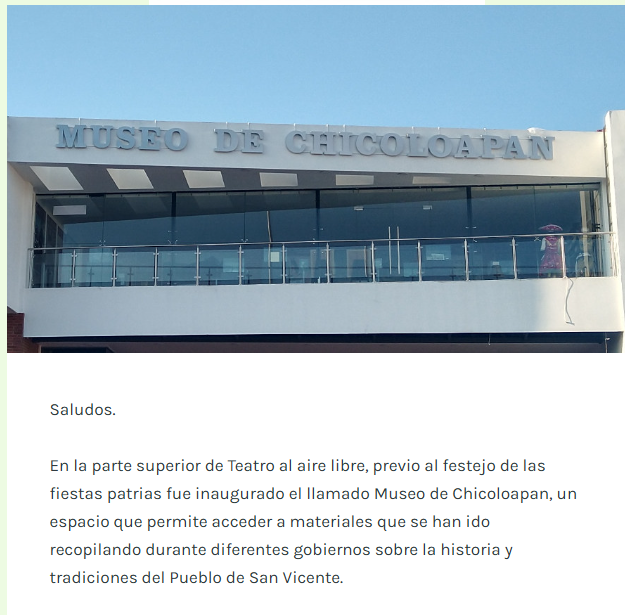 MUSEO DE CHICOLOAPAN
Saludos.
En la parte superior de Teatro al aire libre, previo al festejo de las
fiestas patrias fue inaugurado el llamado Museo de Chicoloapan, un
espacio que permite acceder a materiales que se han ido
recopilando durante diferentes gobiernos sobre la historia y
tradiciones del Pueblo de San Vicente.